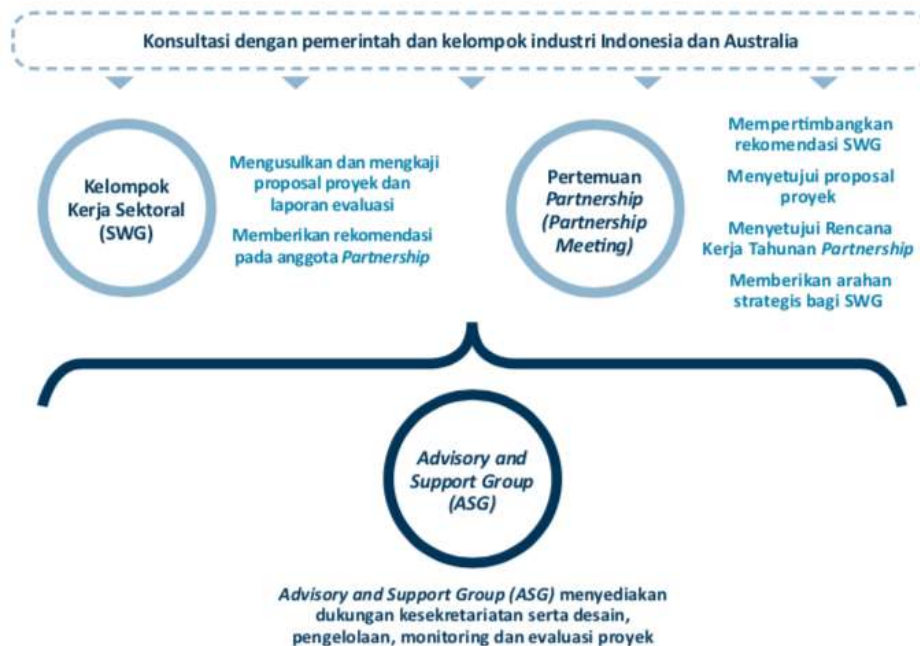 Konsultasi dengan pemerintah dan kelompok industri Indonesia dan Australia
Kelompok
Kerja Sektoral
(SWG)
Mengusulkan dan mengkaji
proposal proyek dan
laporan evaluasi
Memberikan rekomendasi
pada anggota Partnership
Pertemuan
Partnership
(Partnership
Meeting)
Mempertimbangkan
rekomendasi SWG
Menyetujui proposal
proyek
Menyetujui Rencana
Kerja Tahunan Partnership
Memberikan arahan
strategis bagi SWG
Advisory and
Support Group
(ASG)
Advisory and Support Group (ASG) menyediakan
dukungan kesekretariatan serta desain,
pengelolaan, monitoring dan evaluasi proyek